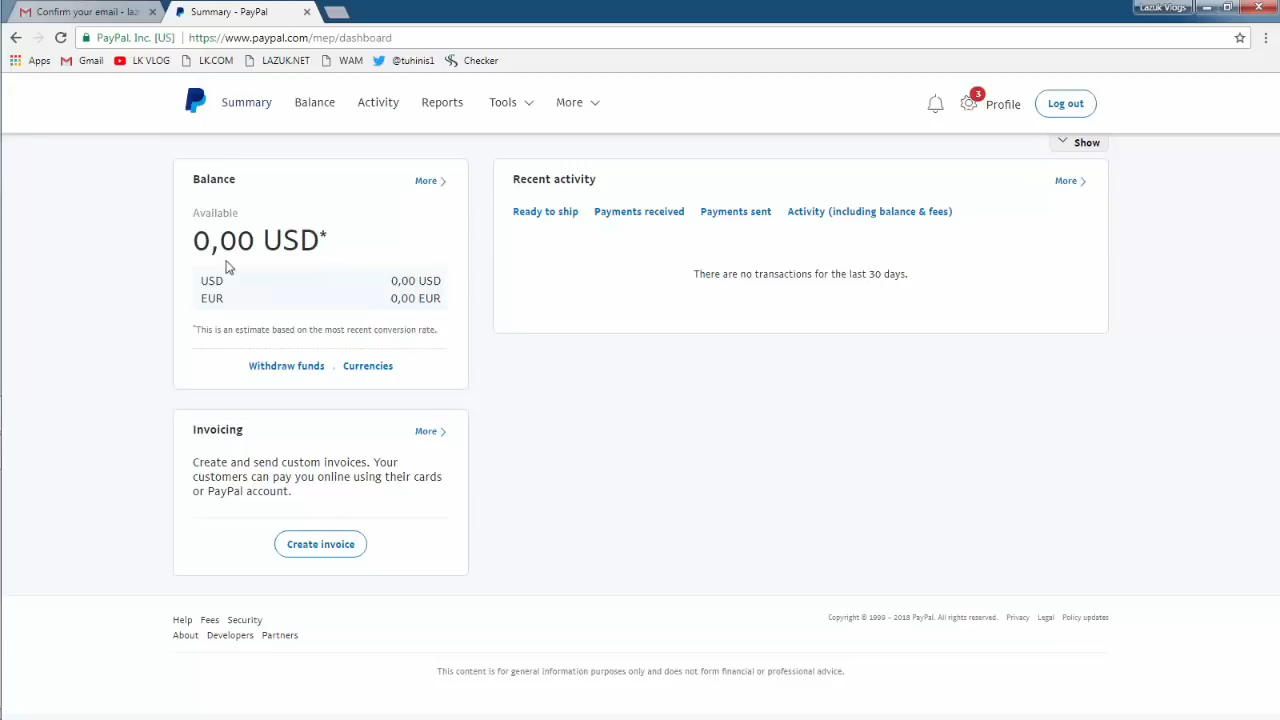 Confirm your email - laz
Summary - PayPal
Lazuk Vlogs
PayPal, Inc. [US]
https://www.paypal.com/mep/dashboard
Apps
Gmail
LK VLOG
LK.COM
LAZUK.NET
WAM
@tuhinis1
Checker
Summary
Balance
Activity
Reports
Tools
More
3
Profile
Log out
Show
Balance
More
Available
0,00 USD*
USD 0,00 USD
EUR 0,00 EUR
*This is an estimate based on the most recent conversion rate.
Withdraw funds . Currencies
Recent activity
More
Ready to ship
Payments received
Payments sent
Activity (including balance & fees)
There are no transactions for the last 30 days.
Invoicing
More
Create and send custom invoices. Your
customers can pay you online using their cards
or PayPal account.
Create invoice
Help Fees Security
About Developers Partners
Copyright © 1999 – 2018 PayPal. All rights reserved. Privacy Legal Policy updates
This content is for general information purposes only and does not form financial or professional advice.